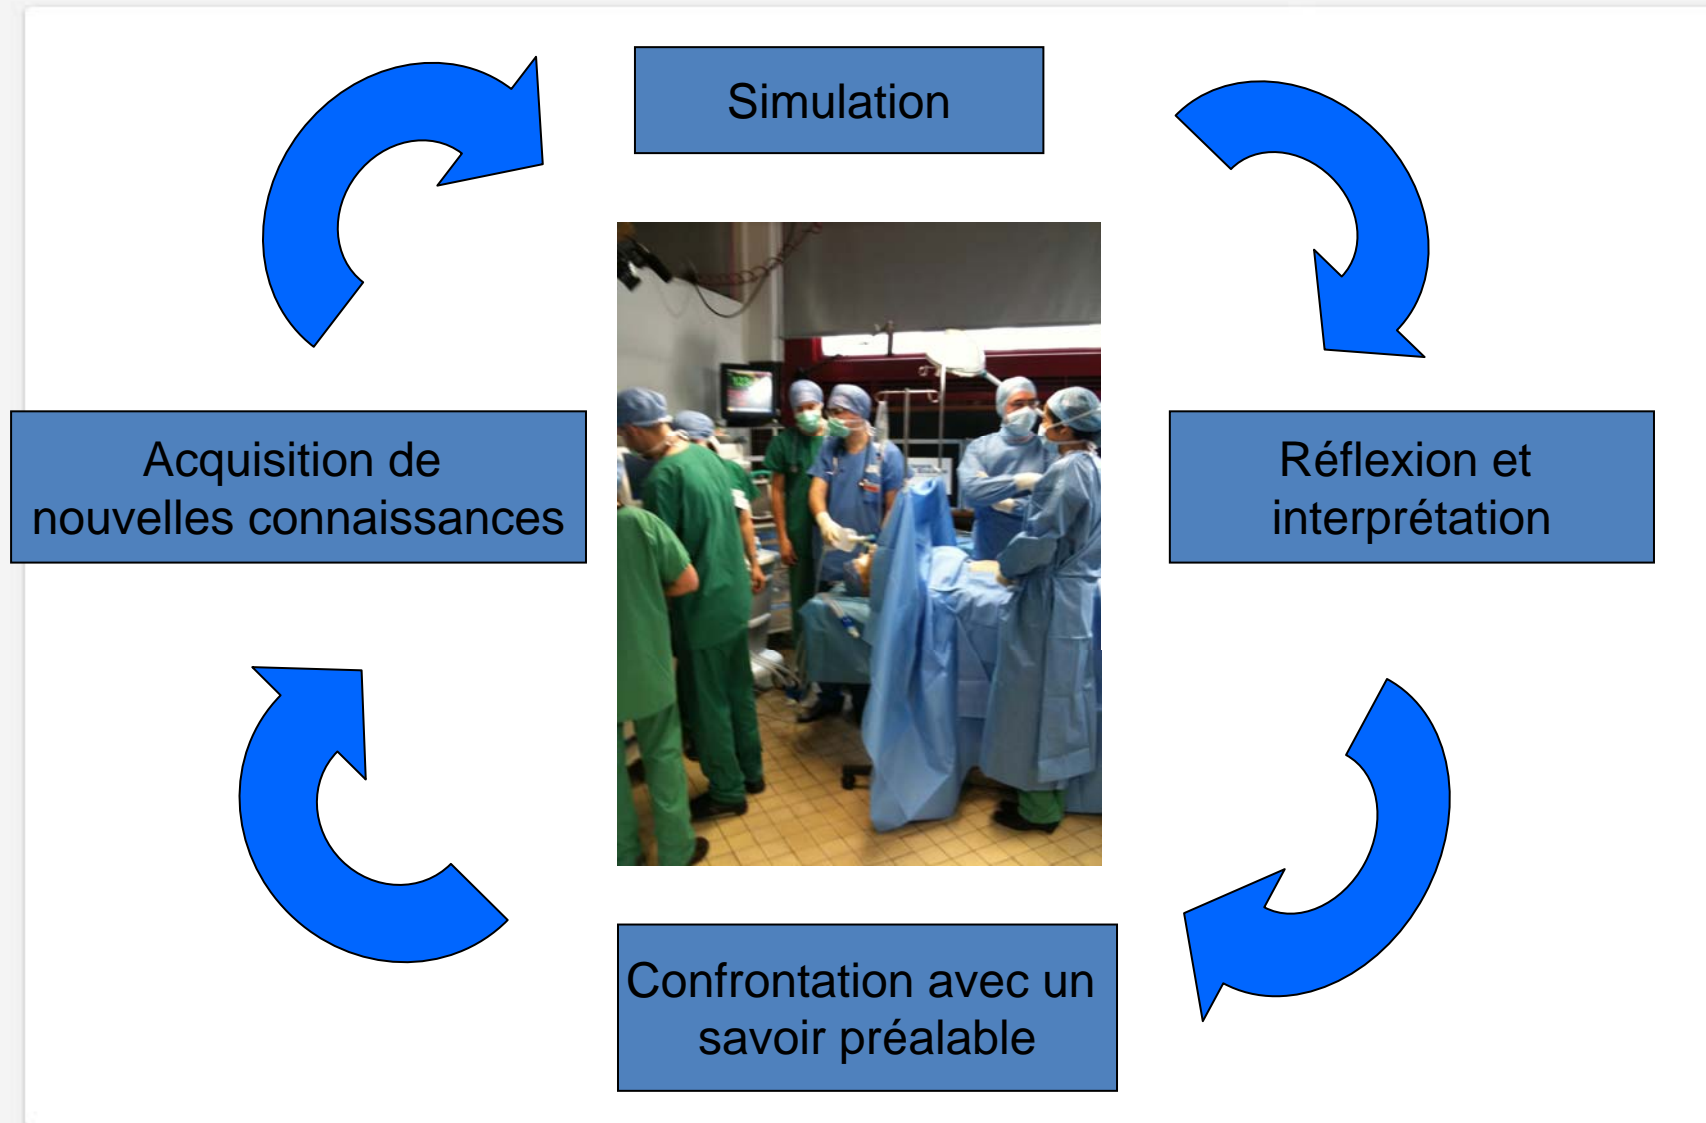 Simulation
Acquisition de
nouvelles connaissances
Réflexion et
interprétation
Confrontation avec un
savoir préalable